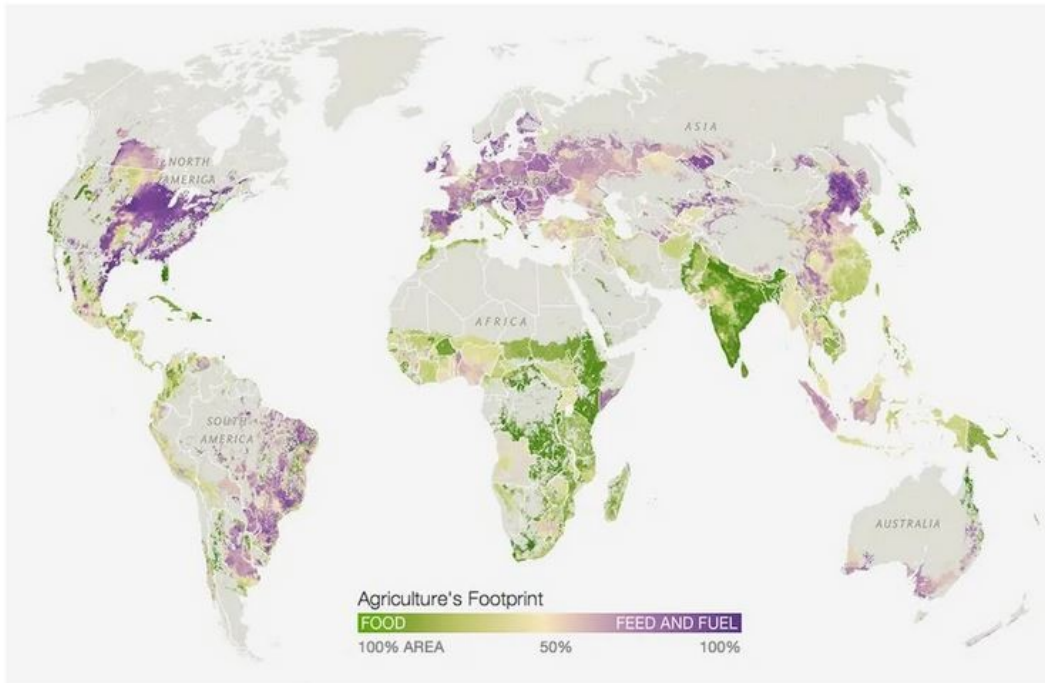 ASIA
NORTH
AMERICA
AFRICA
SOUTH
AMERICA
AUSTRALIA
Agriculture's Footprint
FOOD FEED AND FUEL
100% AREA 50% 100%